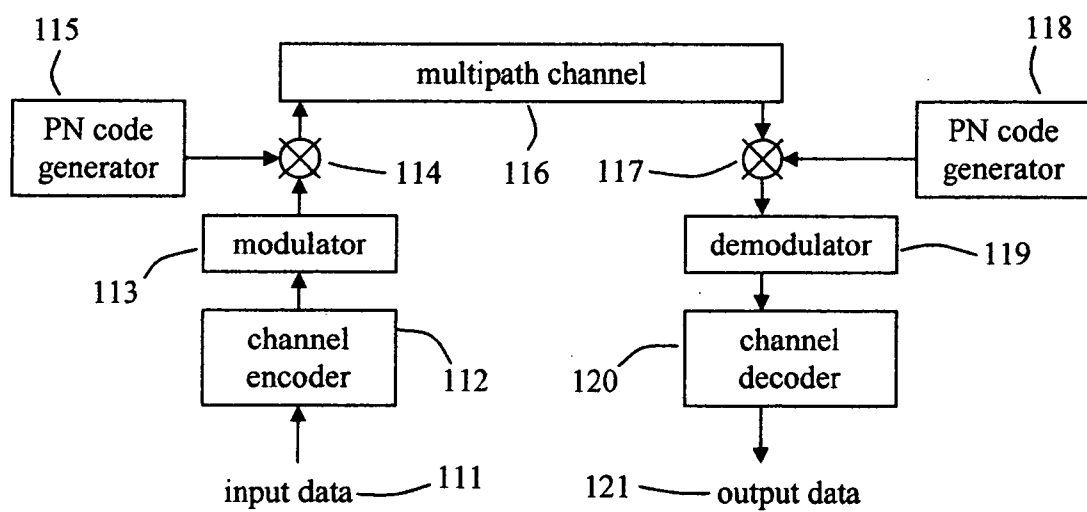 115
118
multipath channel
PN code
generator
PN code
generator
114
116
117
modulator
demodulator
113
119
channel
encoder
channel
decoder
112
120
input data
111
121
output data